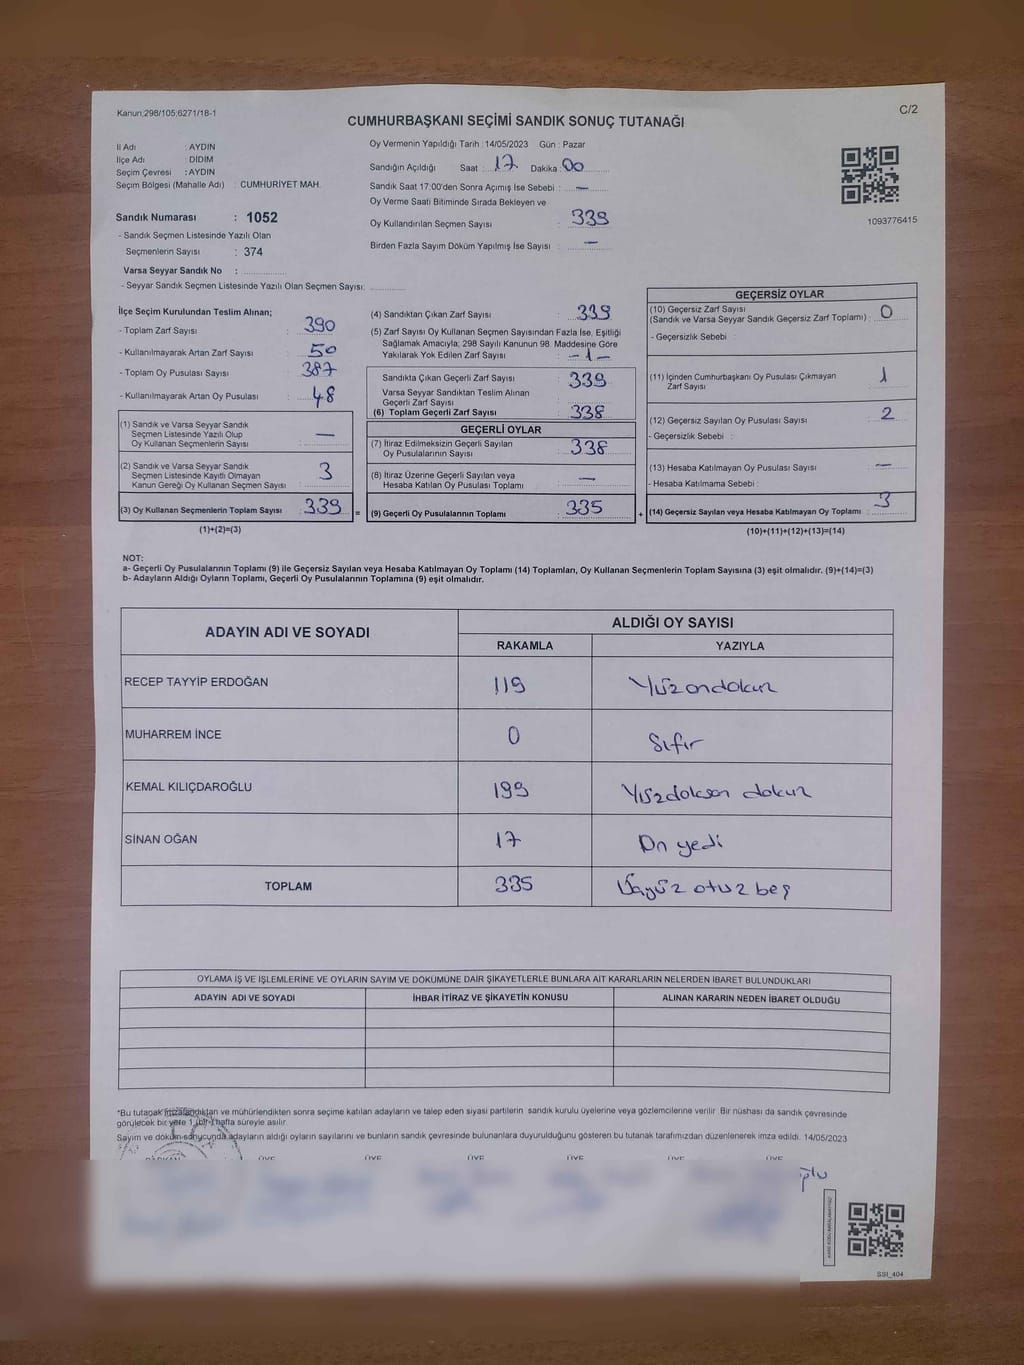 Kanun;298/105;6271/18-1
C/2
CUMHURBAŞKANI SEÇİMİ SANDIK SONUÇ TUTANAĞI
İl Adı : AYDIN
İlçe Adı : DİDİM
Seçim Çevresi : AYDIN
Seçim Bölgesi (Mahalle Adı) : CUMHURİYET MAH.
Sandık Numarası : 1052
- Sandık Seçmen Listesinde Yazılı Olan
Seçmenlerin Sayısı : 374
Varsa Seyyar Sandık No :
- Seyyar Sandık Seçmen Listesinde Yazılı Olan Seçmen Sayısı:
Oy Vermenin Yapıldığı Tarih : 14/05/2023 Gün : Pazar
Sandığın Açıldığı Saat : 17 Dakika : 00
Sandık Saat 17:00'den Sonra Açımış İse Sebebi : —
Oy Verme Saati Bitiminde Sırada Bekleyen ve
Oy Kullandırılan Seçmen Sayısı : 339
Birden Fazla Sayım Döküm Yapılmış İse Sayısı : —
1093776415
İlçe Seçim Kurulundan Teslim Alınan;
- Toplam Zarf Sayısı : 390
- Kullanılmayarak Artan Zarf Sayısı : 50
- Toplam Oy Pusulası Sayısı : 387
- Kullanılmayarak Artan Oy Pusulası : 48
(1) Sandık ve Varsa Seyyar Sandık
Seçmen Listesinde Yazılı Olup
Oy Kullanan Seçmenlerin Sayısı : —
(2) Sandık ve Varsa Seyyar Sandık
Seçmen Listesinde Kayıtlı Olmayan
Kanun Gereği Oy Kullanan Seçmen Sayısı : 3
(3) Oy Kullanan Seçmenlerin Toplam Sayısı : 339 =
(1)+(2)=(3)
(4) Sandıktan Çıkan Zarf Sayısı : 339
(5) Zarf Sayısı Oy Kullanan Seçmen Sayısından Fazla İse, Eşitliği
Sağlamak Amacıyla; 298 Sayılı Kanunun 98. Maddesine Göre
Yakılarak Yok Edilen Zarf Sayısı : -1-
Sandıkta Çıkan Geçerli Zarf Sayısı : 339
Varsa Seyyar Sandıktan Teslim Alınan
Geçerli Zarf Sayısı :
(6) Toplam Geçerli Zarf Sayısı : 338
GEÇERLİ OYLAR
(7) İtiraz Edilmeksizin Geçerli Sayılan
Oy Pusulalarının Sayısı : 338
(8) İtiraz Üzerine Geçerli Sayılan veya
Hesaba Katılan Oy Pusulası Toplamı : —
(9) Geçerli Oy Pusulalarının Toplamı : 335 +
GEÇERSİZ OYLAR
(10) Geçersiz Zarf Sayısı
(Sandık ve Varsa Seyyar Sandık Geçersiz Zarf Toplamı) : 0
- Geçersizlik Sebebi :
(11) İçinden Cumhurbaşkanı Oy Pusulası Çıkmayan
Zarf Sayısı : 1
(12) Geçersiz Sayılan Oy Pusulası Sayısı : 2
- Geçersizlik Sebebi :
(13) Hesaba Katılmayan Oy Pusulası Sayısı : —
- Hesaba Katılmama Sebebi :
(14) Geçersiz Sayılan veya Hesaba Katılmayan Oy Toplamı : 3
(10)+(11)+(12)+(13)=(14)
NOT:
a- Geçerli Oy Pusulalarının Toplamı (9) ile Geçersiz Sayılan veya Hesaba Katılmayan Oy Toplamı (14) Toplamları, Oy Kullanan Seçmenlerin Toplam Sayısına (3) eşit olmalıdır. (9)+(14)=(3)
b- Adayların Aldığı Oyların Toplamı, Geçerli Oy Pusulalarının Toplamına (9) eşit olmalıdır.
ADAYIN ADI VE SOYADI ALDIĞI OY SAYISI
RAKAMLA YAZIYLA
RECEP TAYYİP ERDOĞAN 119 Yüzondokuz
MUHARREM İNCE 0 Sıfır
KEMAL KILIÇDAROĞLU 199 Yüzdoksan dokuz
SİNAN OĞAN 17 On yedi
TOPLAM 335 Üçyüz otuz beş
OYLAMA İŞ VE İŞLEMLERİNE VE OYLARIN SAYIM VE DÖKÜMÜNE DAİR ŞİKAYETLERLE BUNLARA AİT KARARLARIN NELERDEN İBARET BULUNDUKLARI
ADAYIN ADI VE SOYADI İHBAR İTİRAZ VE ŞİKAYETİN KONUSU ALINAN KARARIN NEDEN İBARET OLDUĞU
*Bu tutanak imzalandıktan ve mühürlendikten sonra seçime katılan adayların ve talep eden siyasi partilerin sandık kurulu üyelerine veya gözlemcilerine verilir. Bir nüshası da sandık çevresinde
görülecek bir yere 1 (bir) hafta süreyle asılır.
Sayım ve döküm sonucunda adayların aldığı oyların sayılarını ve bunların sandık çevresinde bulunanlara duyurulduğunu gösteren bu tutanak tarafımızdan düzenlenerek imza edildi. 14/05/2023
BAŞKAN ÜYE ÜYE ÜYE ÜYE ÜYE ÜYE
SSI_404